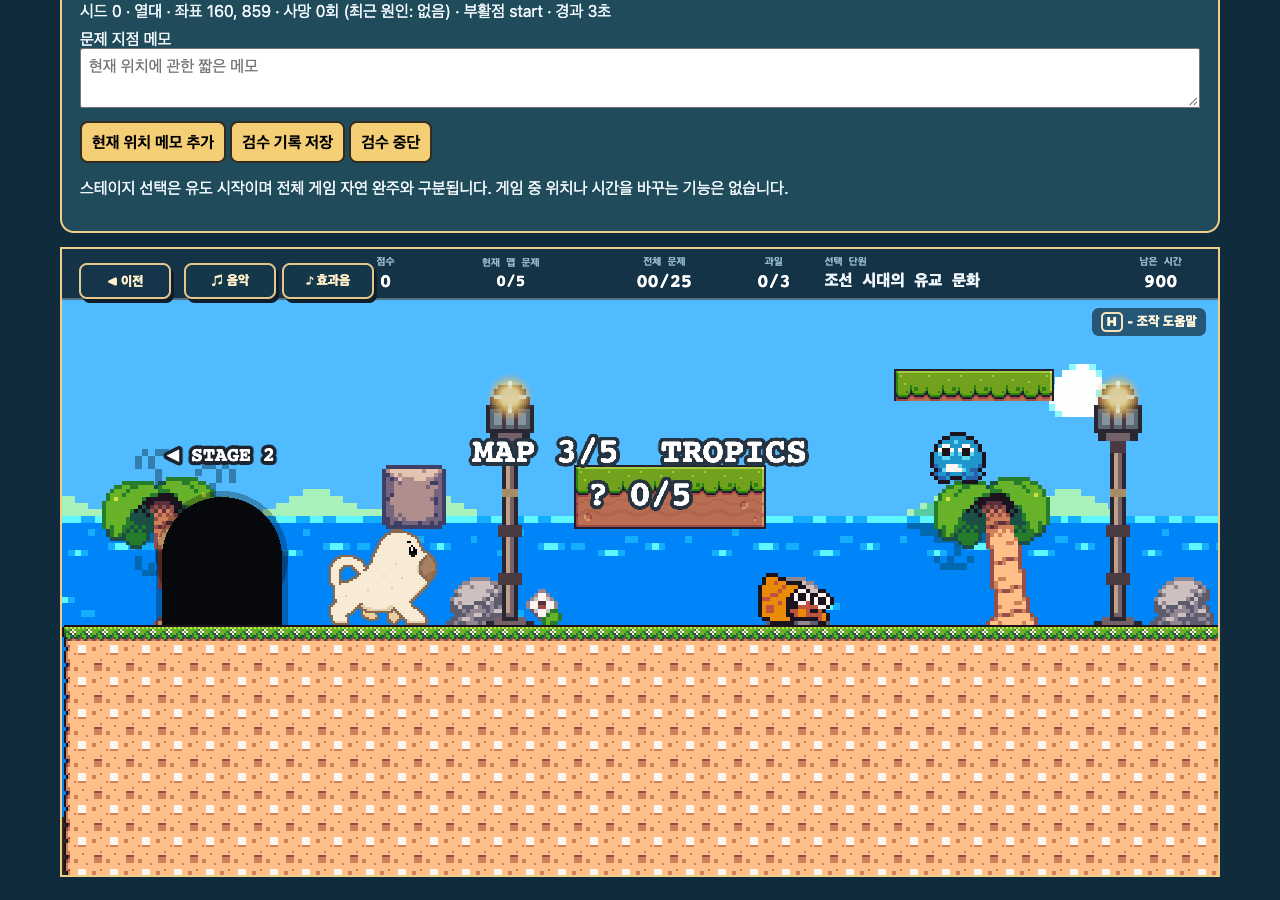 시드 0 · 열대 · 좌표 160, 859 · 사망 0회 (최근 원인: 없음) · 부활점 start · 경과 3초
문제 지점 메모
현재 위치에 관한 짧은 메모
현재 위치 메모 추가
검수 기록 저장
검수 중단
스테이지 선택은 유도 시작이며 전체 게임 자연 완주와 구분됩니다. 게임 중 위치나 시간을 바꾸는 기능은 없습니다.
◀ 이전
♫ 음악
♪ 효과음
점수
0
현재 맵 문제
0/5
전체 문제
00/25
과일
0/3
선택 단원
조선 시대의 유교 문화
남은 시간
900
H - 조작 도움말
◀ STAGE 2
MAP 3/5 TROPICS
? 0/5